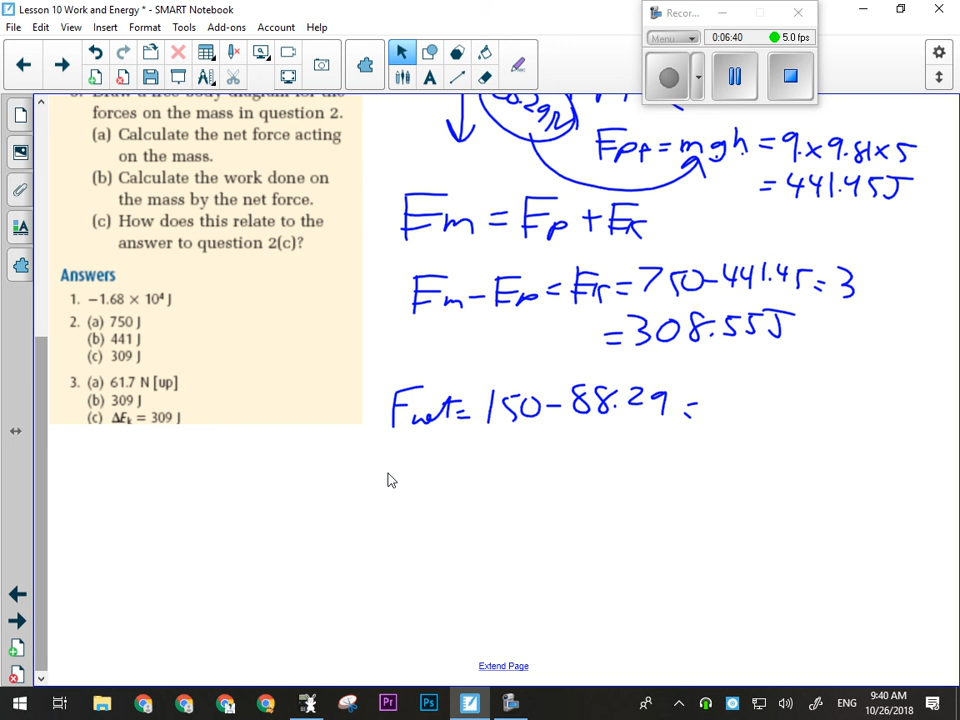 Lesson 10 Work and Energy * - SMART Notebook
File Edit View Insert Format Tools Add-ons Account Help
Recor...
Menu
0:06:40
5.0 fps
forces on the mass in question 2.
(a) Calculate the net force acting
on the mass.
(b) Calculate the work done on
the mass by the net force.
(c) How does this relate to the
answer to question 2(c)?
Answers
1. −1.68 × 10⁴ J
2. (a) 750 J
(b) 441 J
(c) 309 J
3. (a) 61.7 N [up]
(b) 309 J
(c) ΔEk = 309 J
Epf = mgh = 9. × 9.81 × 5
= 441.45J
Em = Ep + Ek
Em - Ep = Ek = 750 - 441.45 = 3
= 308.55J
Fnet = 150 - 88.29 =
Extend Page
ENG
9:40 AM
10/26/2018